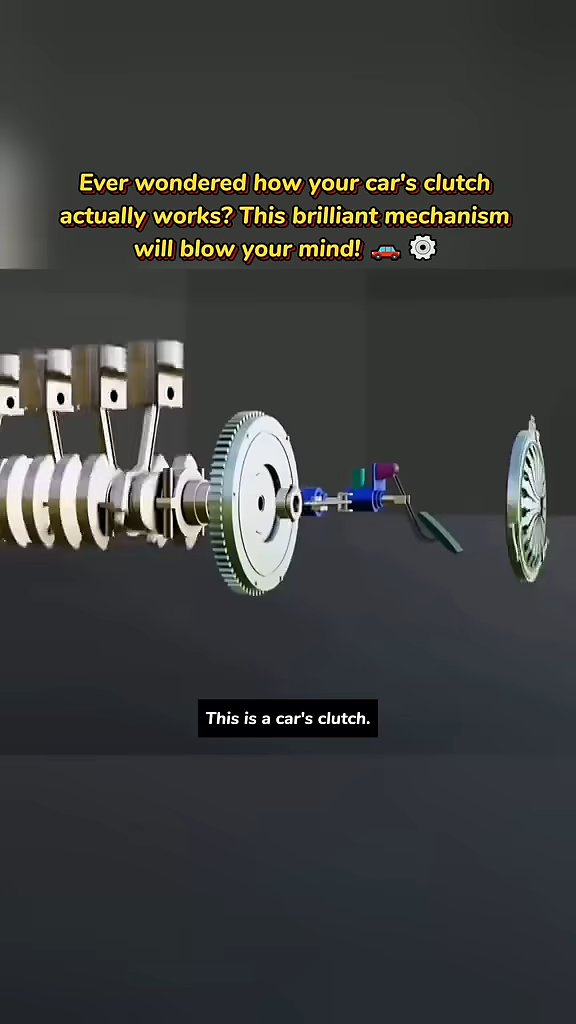 Ever wondered how your car's clutch
actually works? This brilliant mechanism
will blow your mind! 🚗 ⚙️
This is a car's clutch.